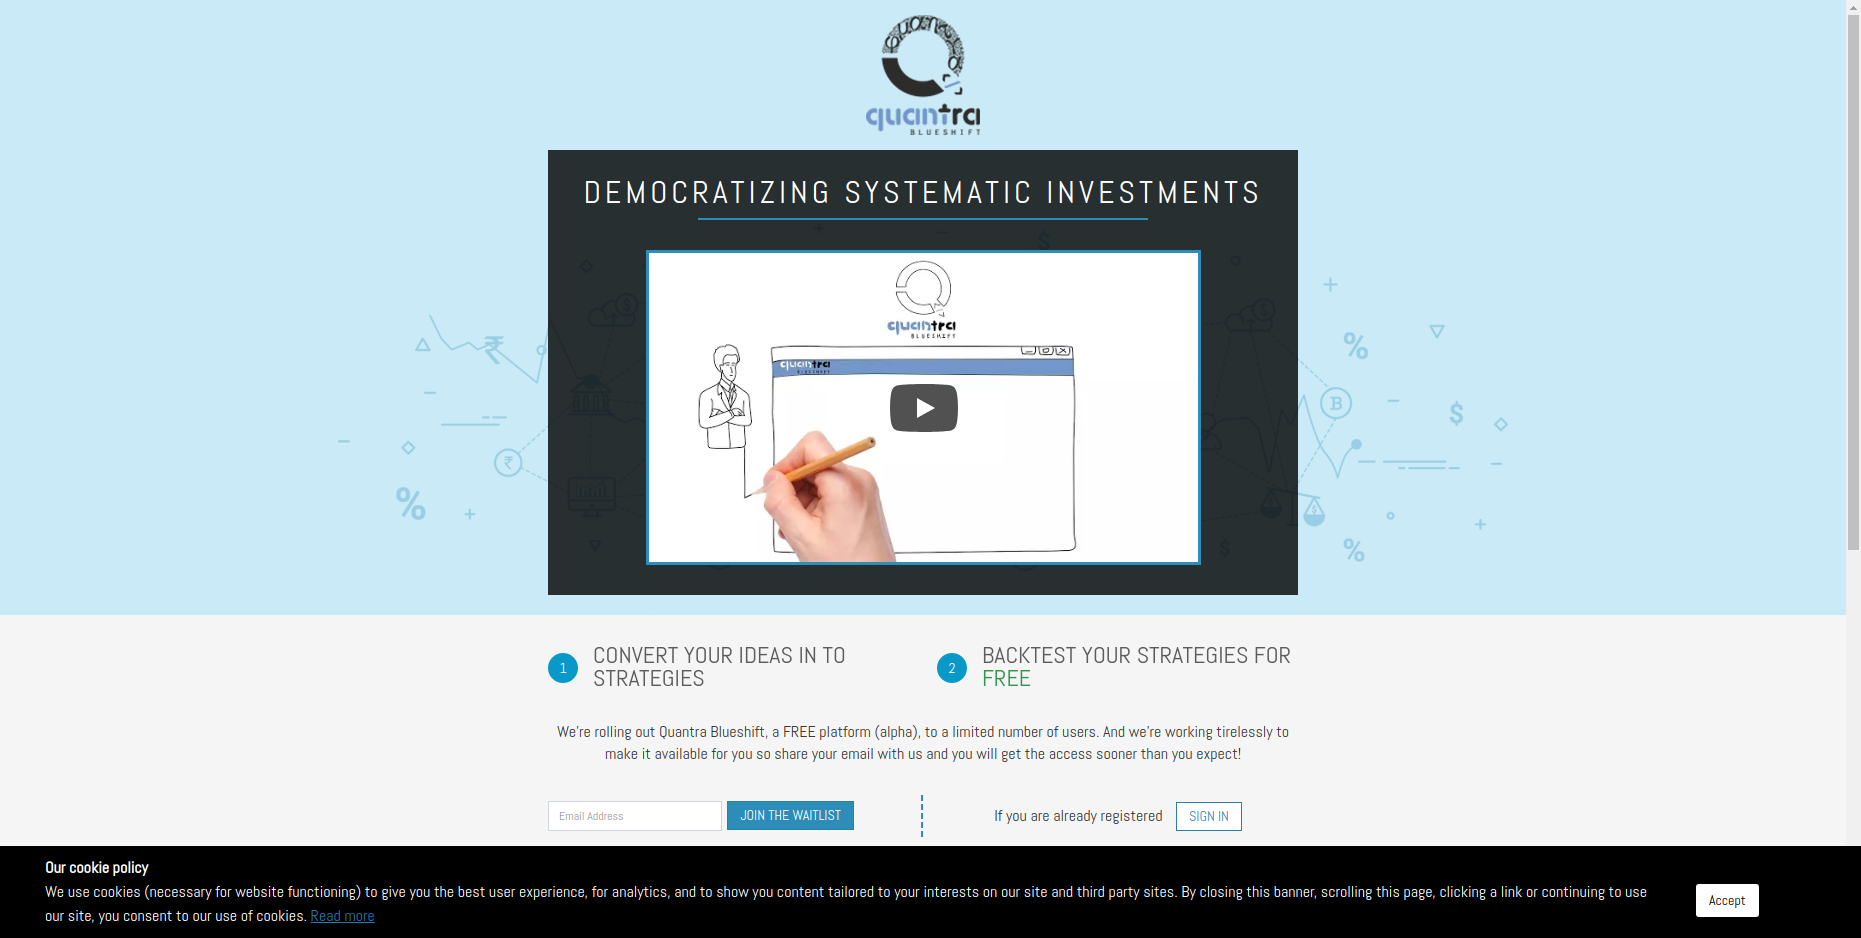 quantra
BLUESHIFT
DEMOCRATIZING SYSTEMATIC INVESTMENTS
quantra
BLUESHIFT
quantra
BLUESHIFT
1
CONVERT YOUR IDEAS IN TO
STRATEGIES
2
BACKTEST YOUR STRATEGIES FOR
FREE
We're rolling out Quantra Blueshift, a FREE platform (alpha), to a limited number of users. And we're working tirelessly to
make it available for you so share your email with us and you will get the access sooner than you expect!
Email Address
JOIN THE WAITLIST
If you are already registered
SIGN IN
Our cookie policy
We use cookies (necessary for website functioning) to give you the best user experience, for analytics, and to show you content tailored to your interests on our site and third party sites. By closing this banner, scrolling this page, clicking a link or continuing to use
our site, you consent to our use of cookies. Read more
Accept